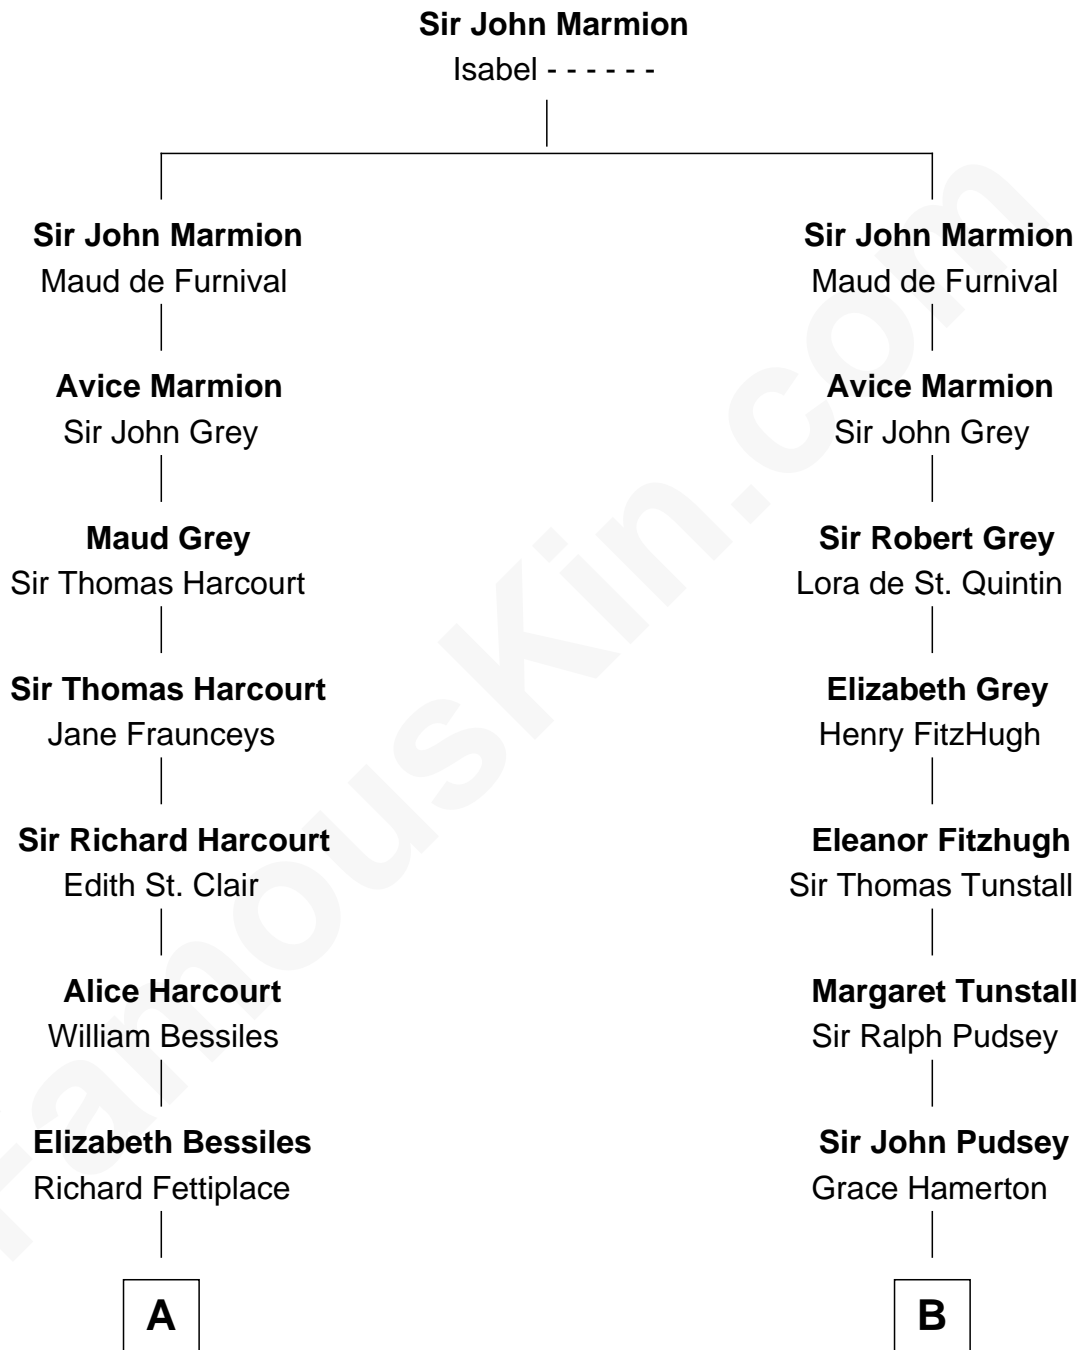 Sir John Marmion
Isabel - - - - - -
Sir John Marmion
Maud de Furnival
Sir John Marmion
Maud de Furnival
Avice Marmion
Sir John Grey
Avice Marmion
Sir John Grey
Maud Grey
Sir Thomas Harcourt
Sir Robert Grey
Lora de St. Quintin
Sir Thomas Harcourt
Jane Fraunceys
Elizabeth Grey
Henry FitzHugh
Sir Richard Harcourt
Edith St. Clair
Eleanor Fitzhugh
Sir Thomas Tunstall
Alice Harcourt
William Bessiles
Margaret Tunstall
Sir Ralph Pudsey
Elizabeth Bessiles
Richard Fettiplace
Sir John Pudsey
Grace Hamerton
A
B
FamousKin.com